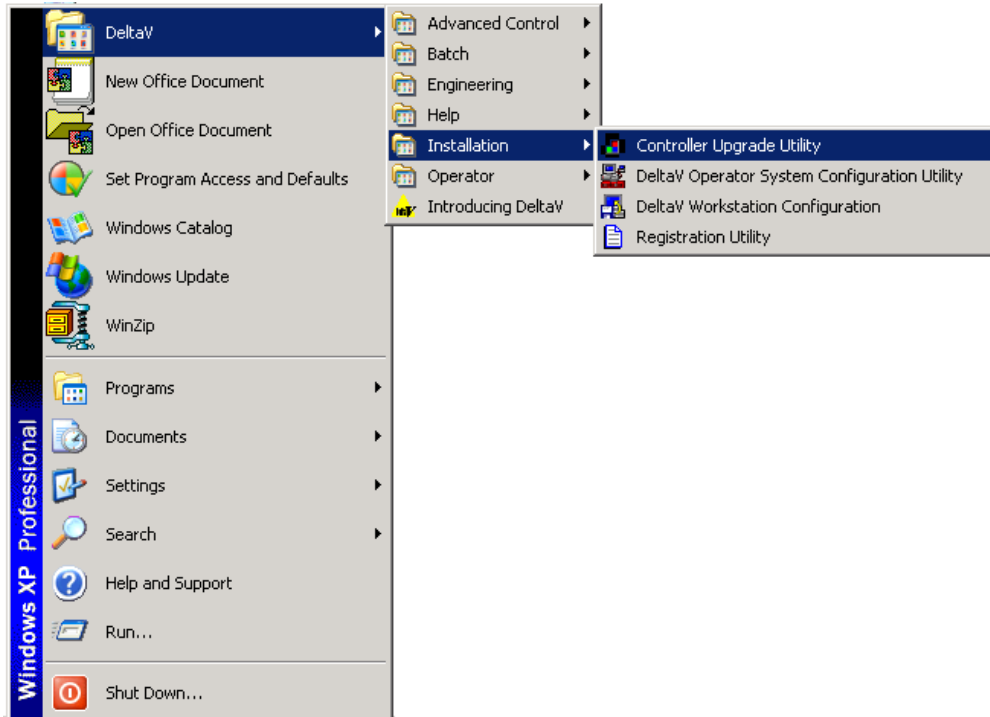 DeltaV
New Office Document
Open Office Document
Set Program Access and Defaults
Windows Catalog
Windows Update
WinZip
Programs
Documents
Settings
Search
Help and Support
Run...
Shut Down...
Windows XP Professional
Advanced Control
Batch
Engineering
Help
Installation
Operator
Introducing DeltaV
Controller Upgrade Utility
DeltaV Operator System Configuration Utility
DeltaV Workstation Configuration
Registration Utility